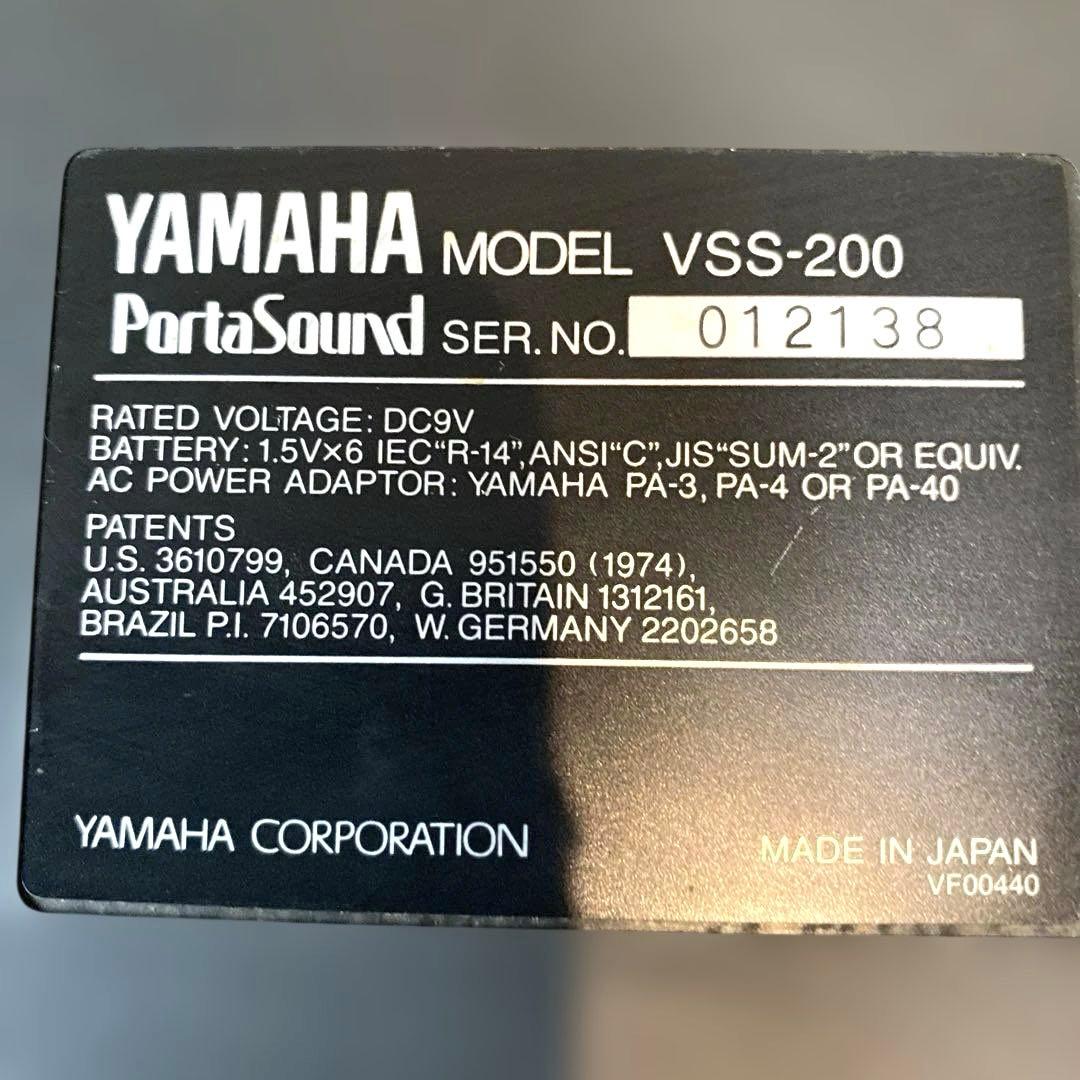 YAMAHA MODEL VSS-200
PortaSound SER. NO. 012138
RATED VOLTAGE: DC9V
BATTERY: 1.5V×6 IEC“R-14”, ANSI“C”, JIS“SUM-2” OR EQUIV.
AC POWER ADAPTOR: YAMAHA PA-3, PA-4 OR PA-40
PATENTS
U.S. 3610799, CANADA 951550 (1974),
AUSTRALIA 452907, G. BRITAIN 1312161,
BRAZIL P.I. 7106570, W. GERMANY 2202658
YAMAHA CORPORATION
MADE IN JAPAN
VF00440